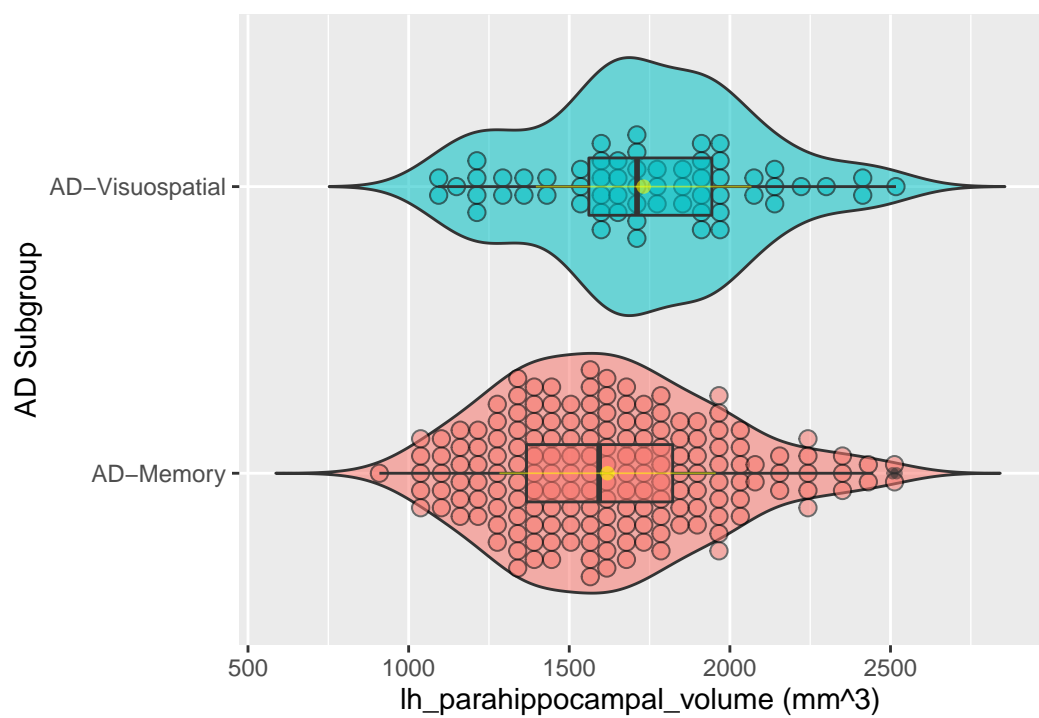 AD Subgroup
AD−Visuospatial
AD−Memory
500 1000 1500 2000 2500
lh_parahippocampal_volume (mm^3)